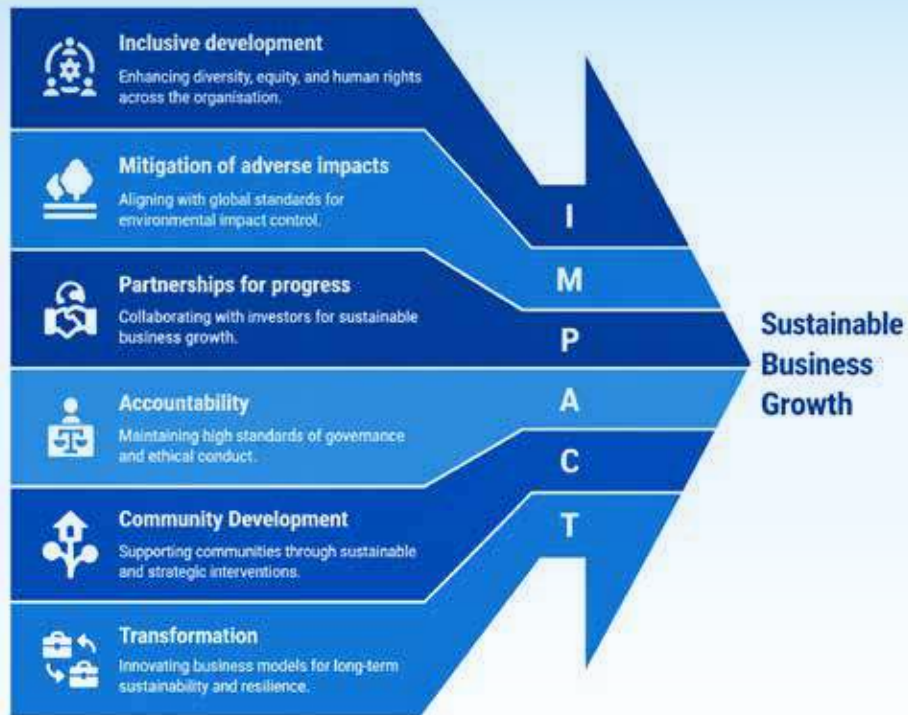 Inclusive development
Enhancing diversity, equity, and human rights
across the organisation.
Mitigation of adverse impacts
Aligning with global standards for
environmental impact control.
Partnerships for progress
Collaborating with investors for sustainable
business growth.
Accountability
Maintaining high standards of governance
and ethical conduct.
Community Development
Supporting communities through sustainable
and strategic interventions.
Transformation
Innovating business models for long-term
sustainability and resilience.
I
M
P
A
C
T
Sustainable
Business
Growth